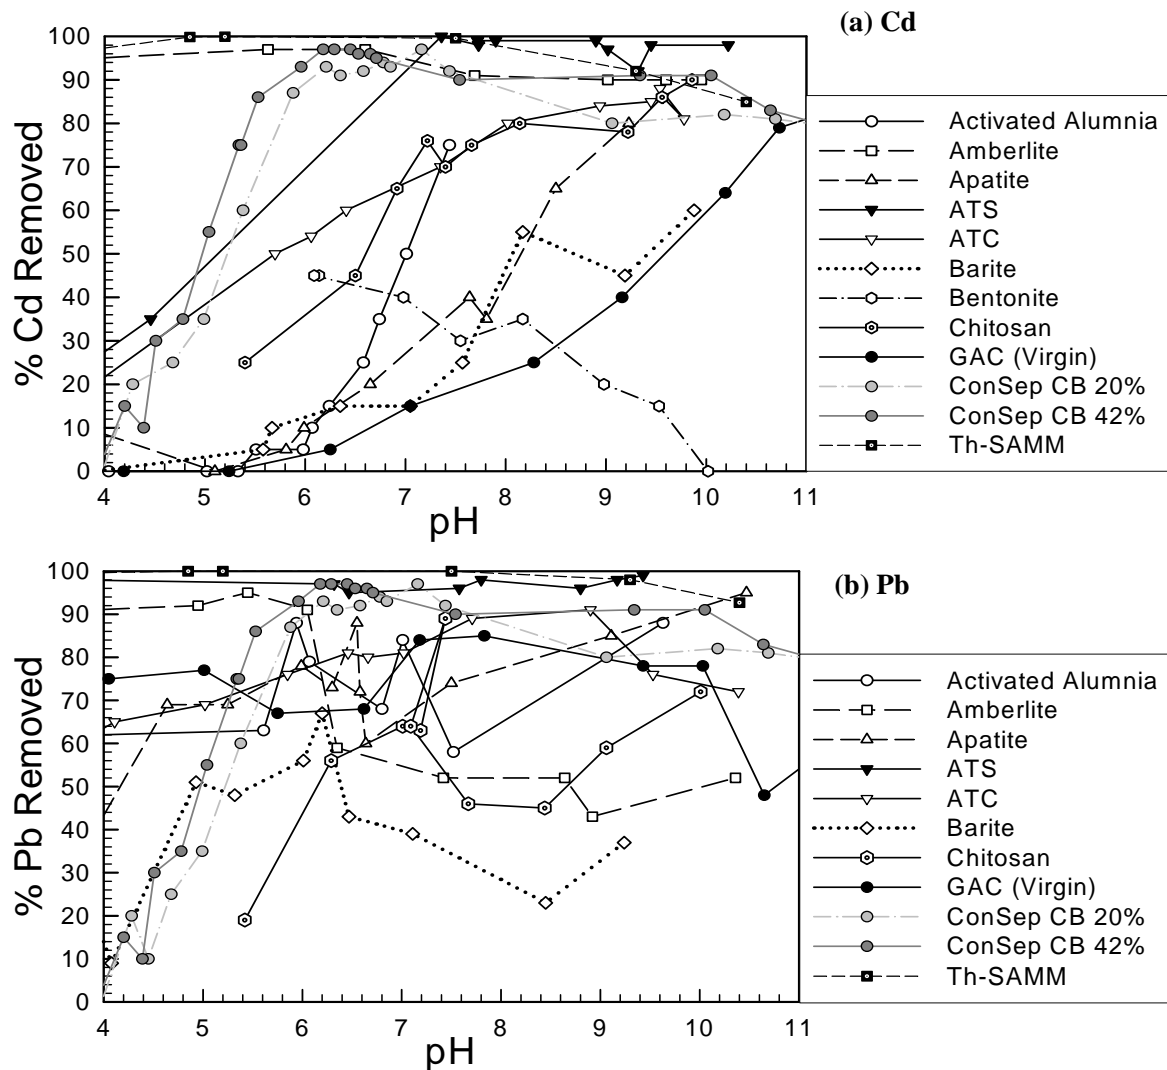 (a) Cd
100
90
80
70
60
50
40
30
20
10
0
% Cd Removed
4 5 6 7 8 9 10 11
pH
Activated Alumnia
Amberlite
Apatite
ATS
ATC
Barite
Bentonite
Chitosan
GAC (Virgin)
ConSep CB 20%
ConSep CB 42%
Th-SAMM
(b) Pb
100
90
80
70
60
50
40
30
20
10
0
% Pb Removed
4 5 6 7 8 9 10 11
pH
Activated Alumnia
Amberlite
Apatite
ATS
ATC
Barite
Chitosan
GAC (Virgin)
ConSep CB 20%
ConSep CB 42%
Th-SAMM